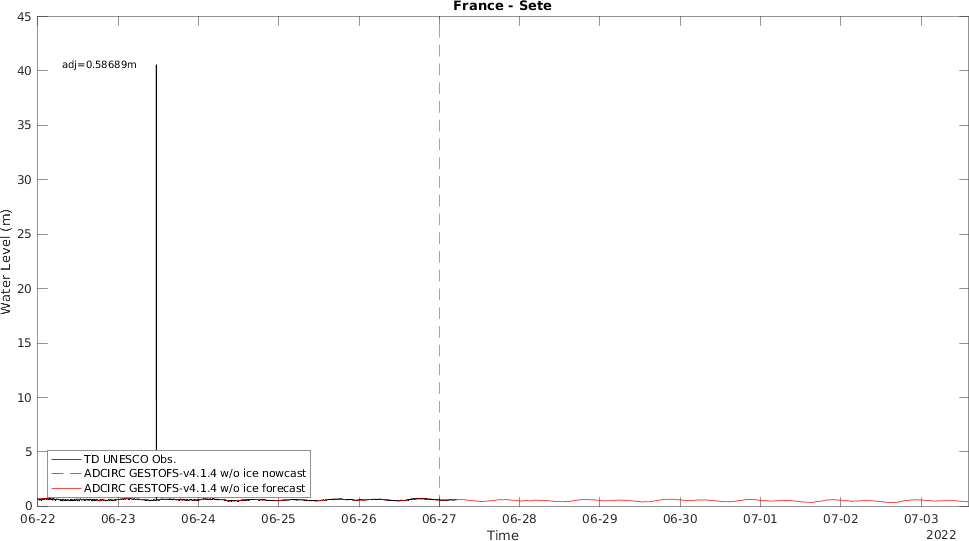 France - Sete
45
40
35
30
25
20
15
10
5
0
Water Level (m)
adj=0.58689m
TD UNESCO Obs.
ADCIRC GESTOFS-v4.1.4 w/o ice nowcast
ADCIRC GESTOFS-v4.1.4 w/o ice forecast
06-22 06-23 06-24 06-25 06-26 06-27 06-28 06-29 06-30 07-01 07-02 07-03
Time
2022